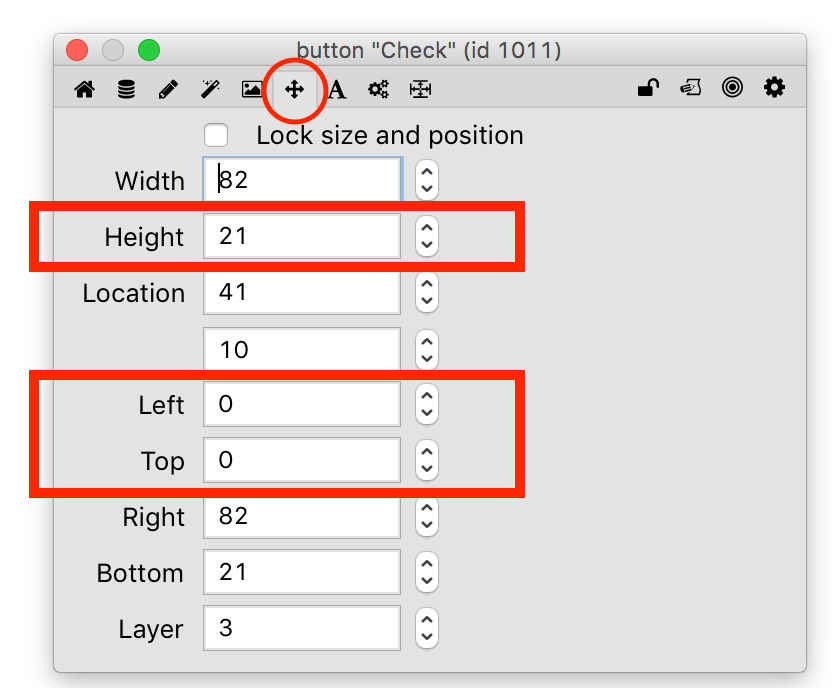 button "Check" (id 1011)
A
Lock size and position
Width 82
Height 21
Location 41
10
Left 0
Top 0
Right 82
Bottom 21
Layer 3